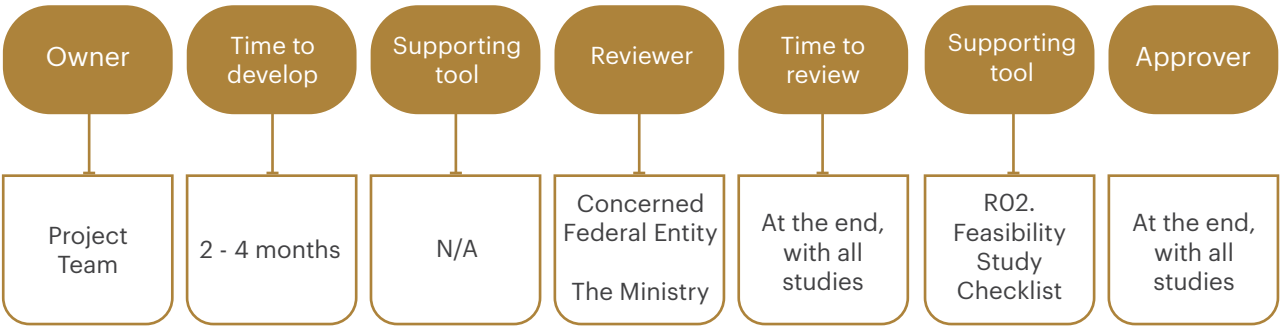 Owner
Time to
develop
Supporting
tool
Reviewer
Time to
review
Supporting
tool
Approver
Project
Team
2 - 4 months
N/A
Concerned
Federal Entity
The Ministry
At the end,
with all
studies
R02.
Feasibility
Study
Checklist
At the end,
with all
studies